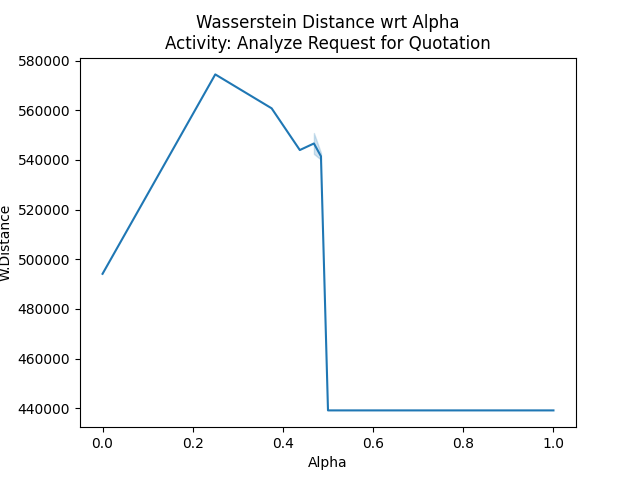 Wasserstein Distance wrt Alpha
Activity: Analyze Request for Quotation
W.Distance
580000
560000
540000
520000
500000
480000
460000
440000
0.0 0.2 0.4 0.6 0.8 1.0
Alpha